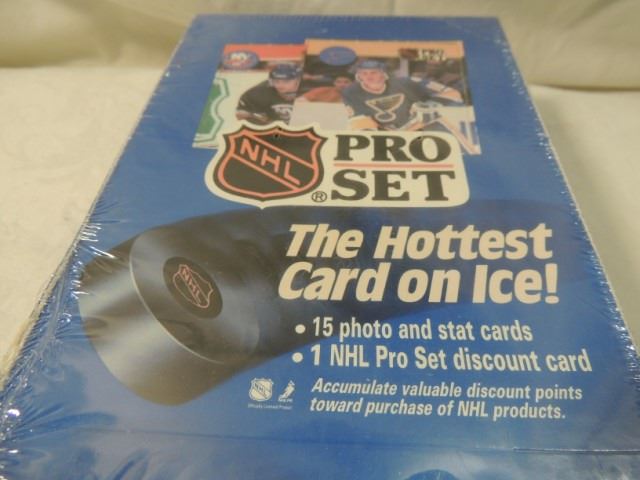 NHL
®
PRO
SET
The Hottest
Card on Ice!
NHL
• 15 photo and stat cards
• 1 NHL Pro Set discount card
Accumulate valuable discount points
toward purchase of NHL products.